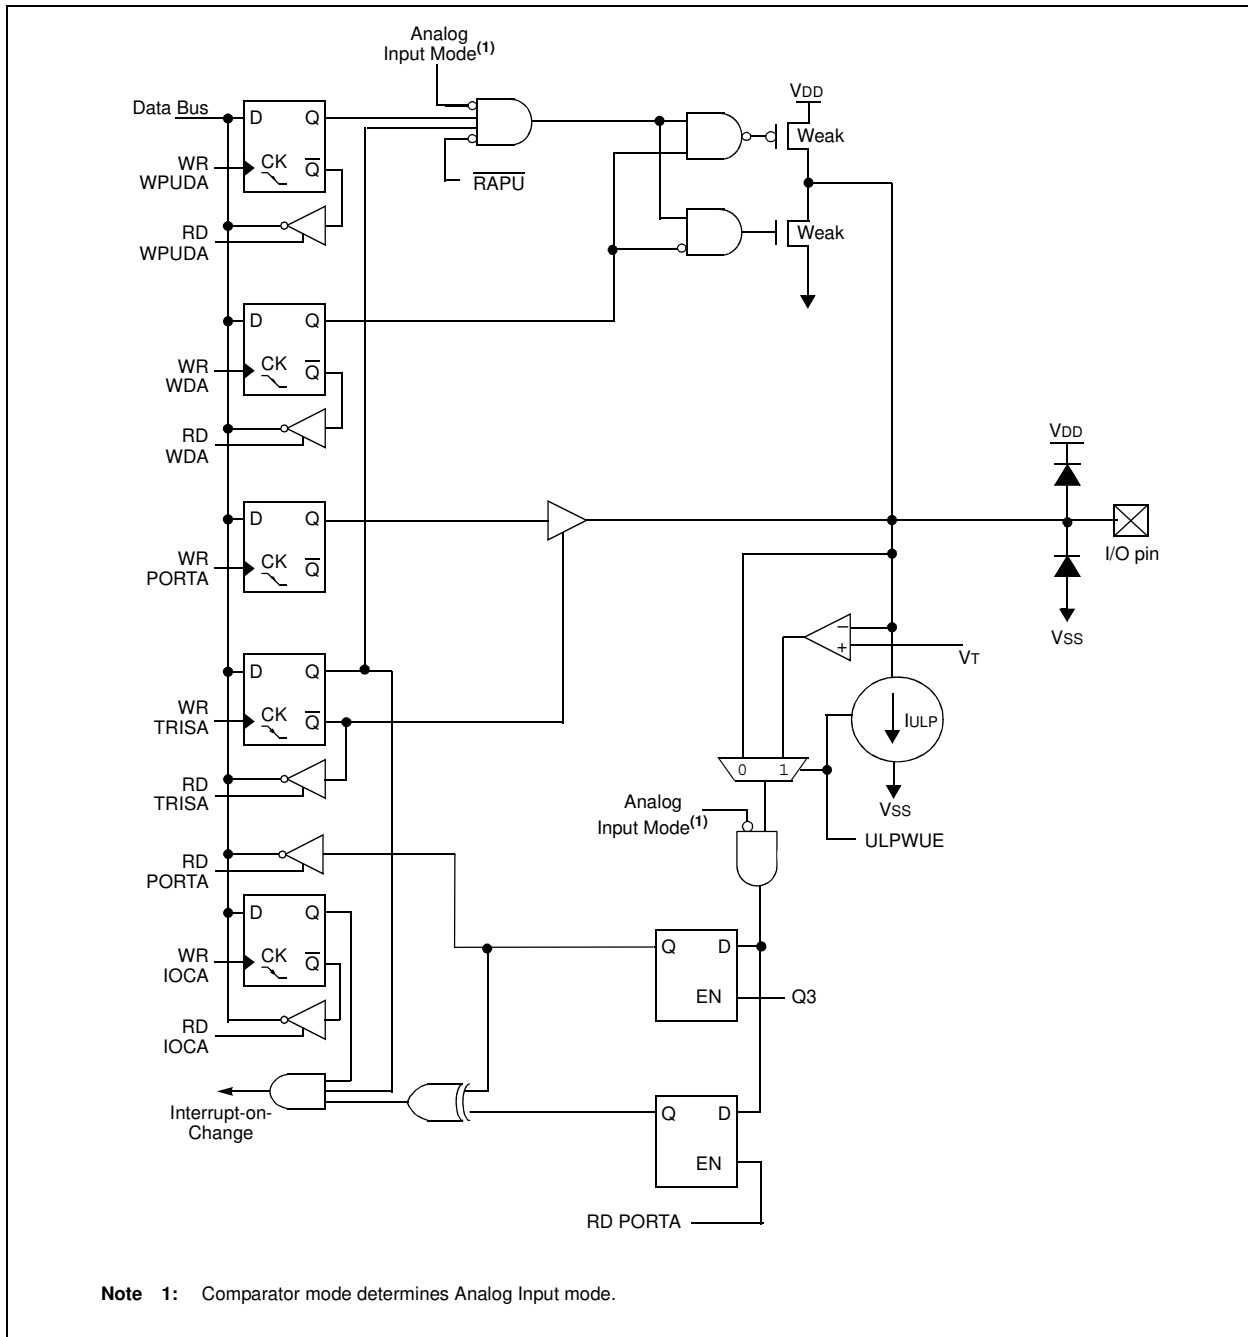 Analog
Input Mode(1)
VDD
Data Bus
D Q
Weak
WR
WPUDA
CK Q
RAPU
RD
WPUDA
Weak
D Q
WR
WDA
CK Q
RD
WDA
VDD
D Q
WR
PORTA
CK Q
I/O pin
VSS
–
+
VT
D Q
WR
TRISA
CK Q
IULP
0 1
RD
TRISA
VSS
Analog
Input Mode(1)
ULPWUE
RD
PORTA
D Q
WR
IOCA
CK Q
Q D
EN
Q3
RD
IOCA
Interrupt-on-
Change
Q D
EN
RD PORTA
Note 1: Comparator mode determines Analog Input mode.